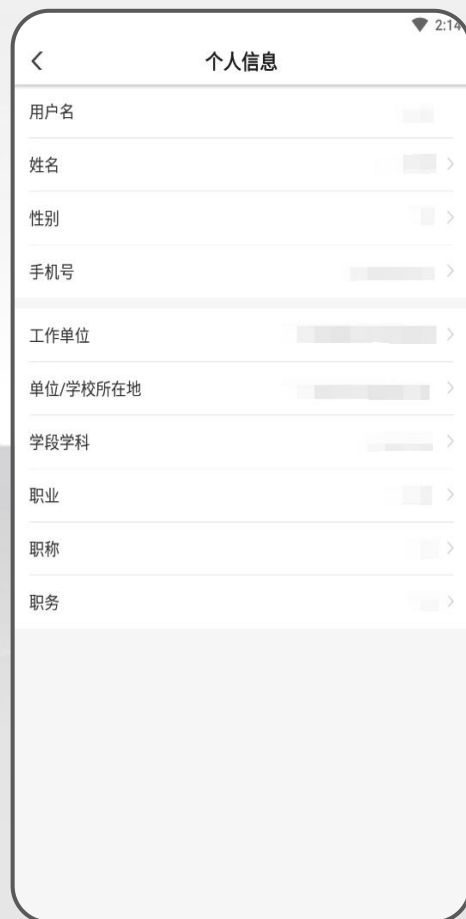 2:14
个人信息
用户名
姓名
性别
手机号
工作单位
单位/学校所在地
学段学科
职业
职称
职务